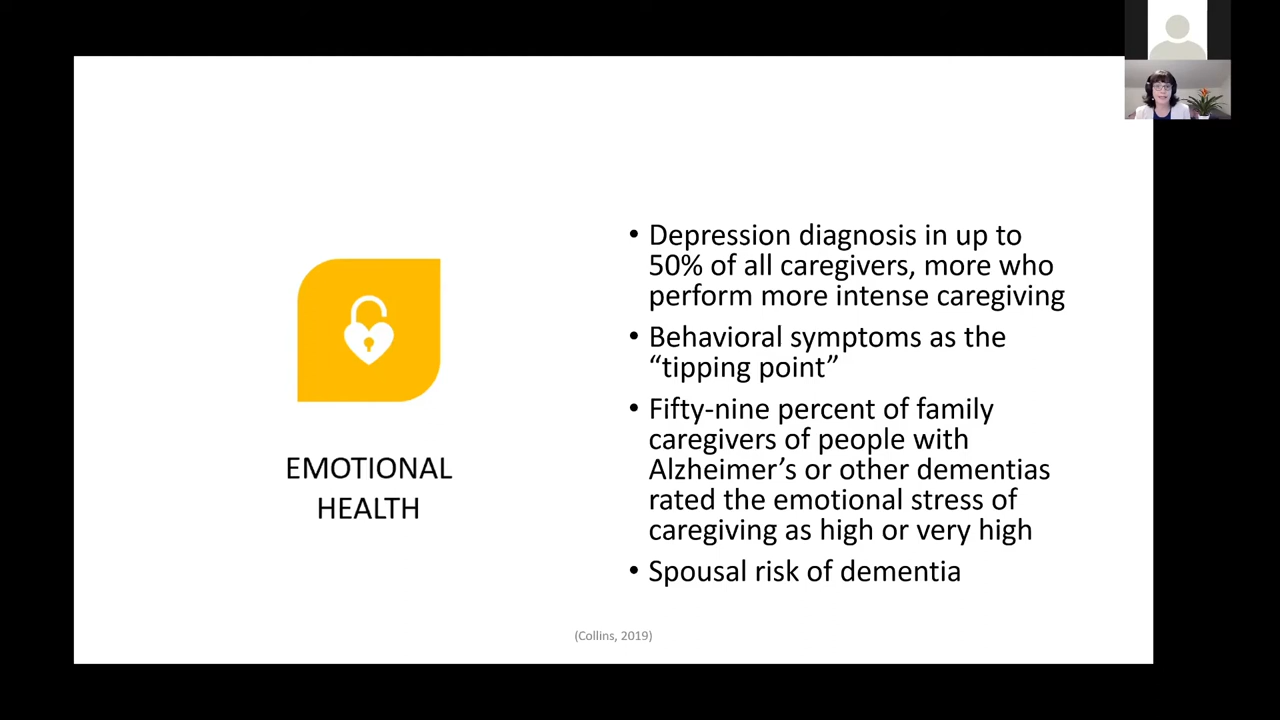 EMOTIONAL
HEALTH
• Depression diagnosis in up to
50% of all caregivers, more who
perform more intense caregiving
• Behavioral symptoms as the
“tipping point”
• Fifty-nine percent of family
caregivers of people with
Alzheimer’s or other dementias
rated the emotional stress of
caregiving as high or very high
• Spousal risk of dementia
(Collins, 2019)